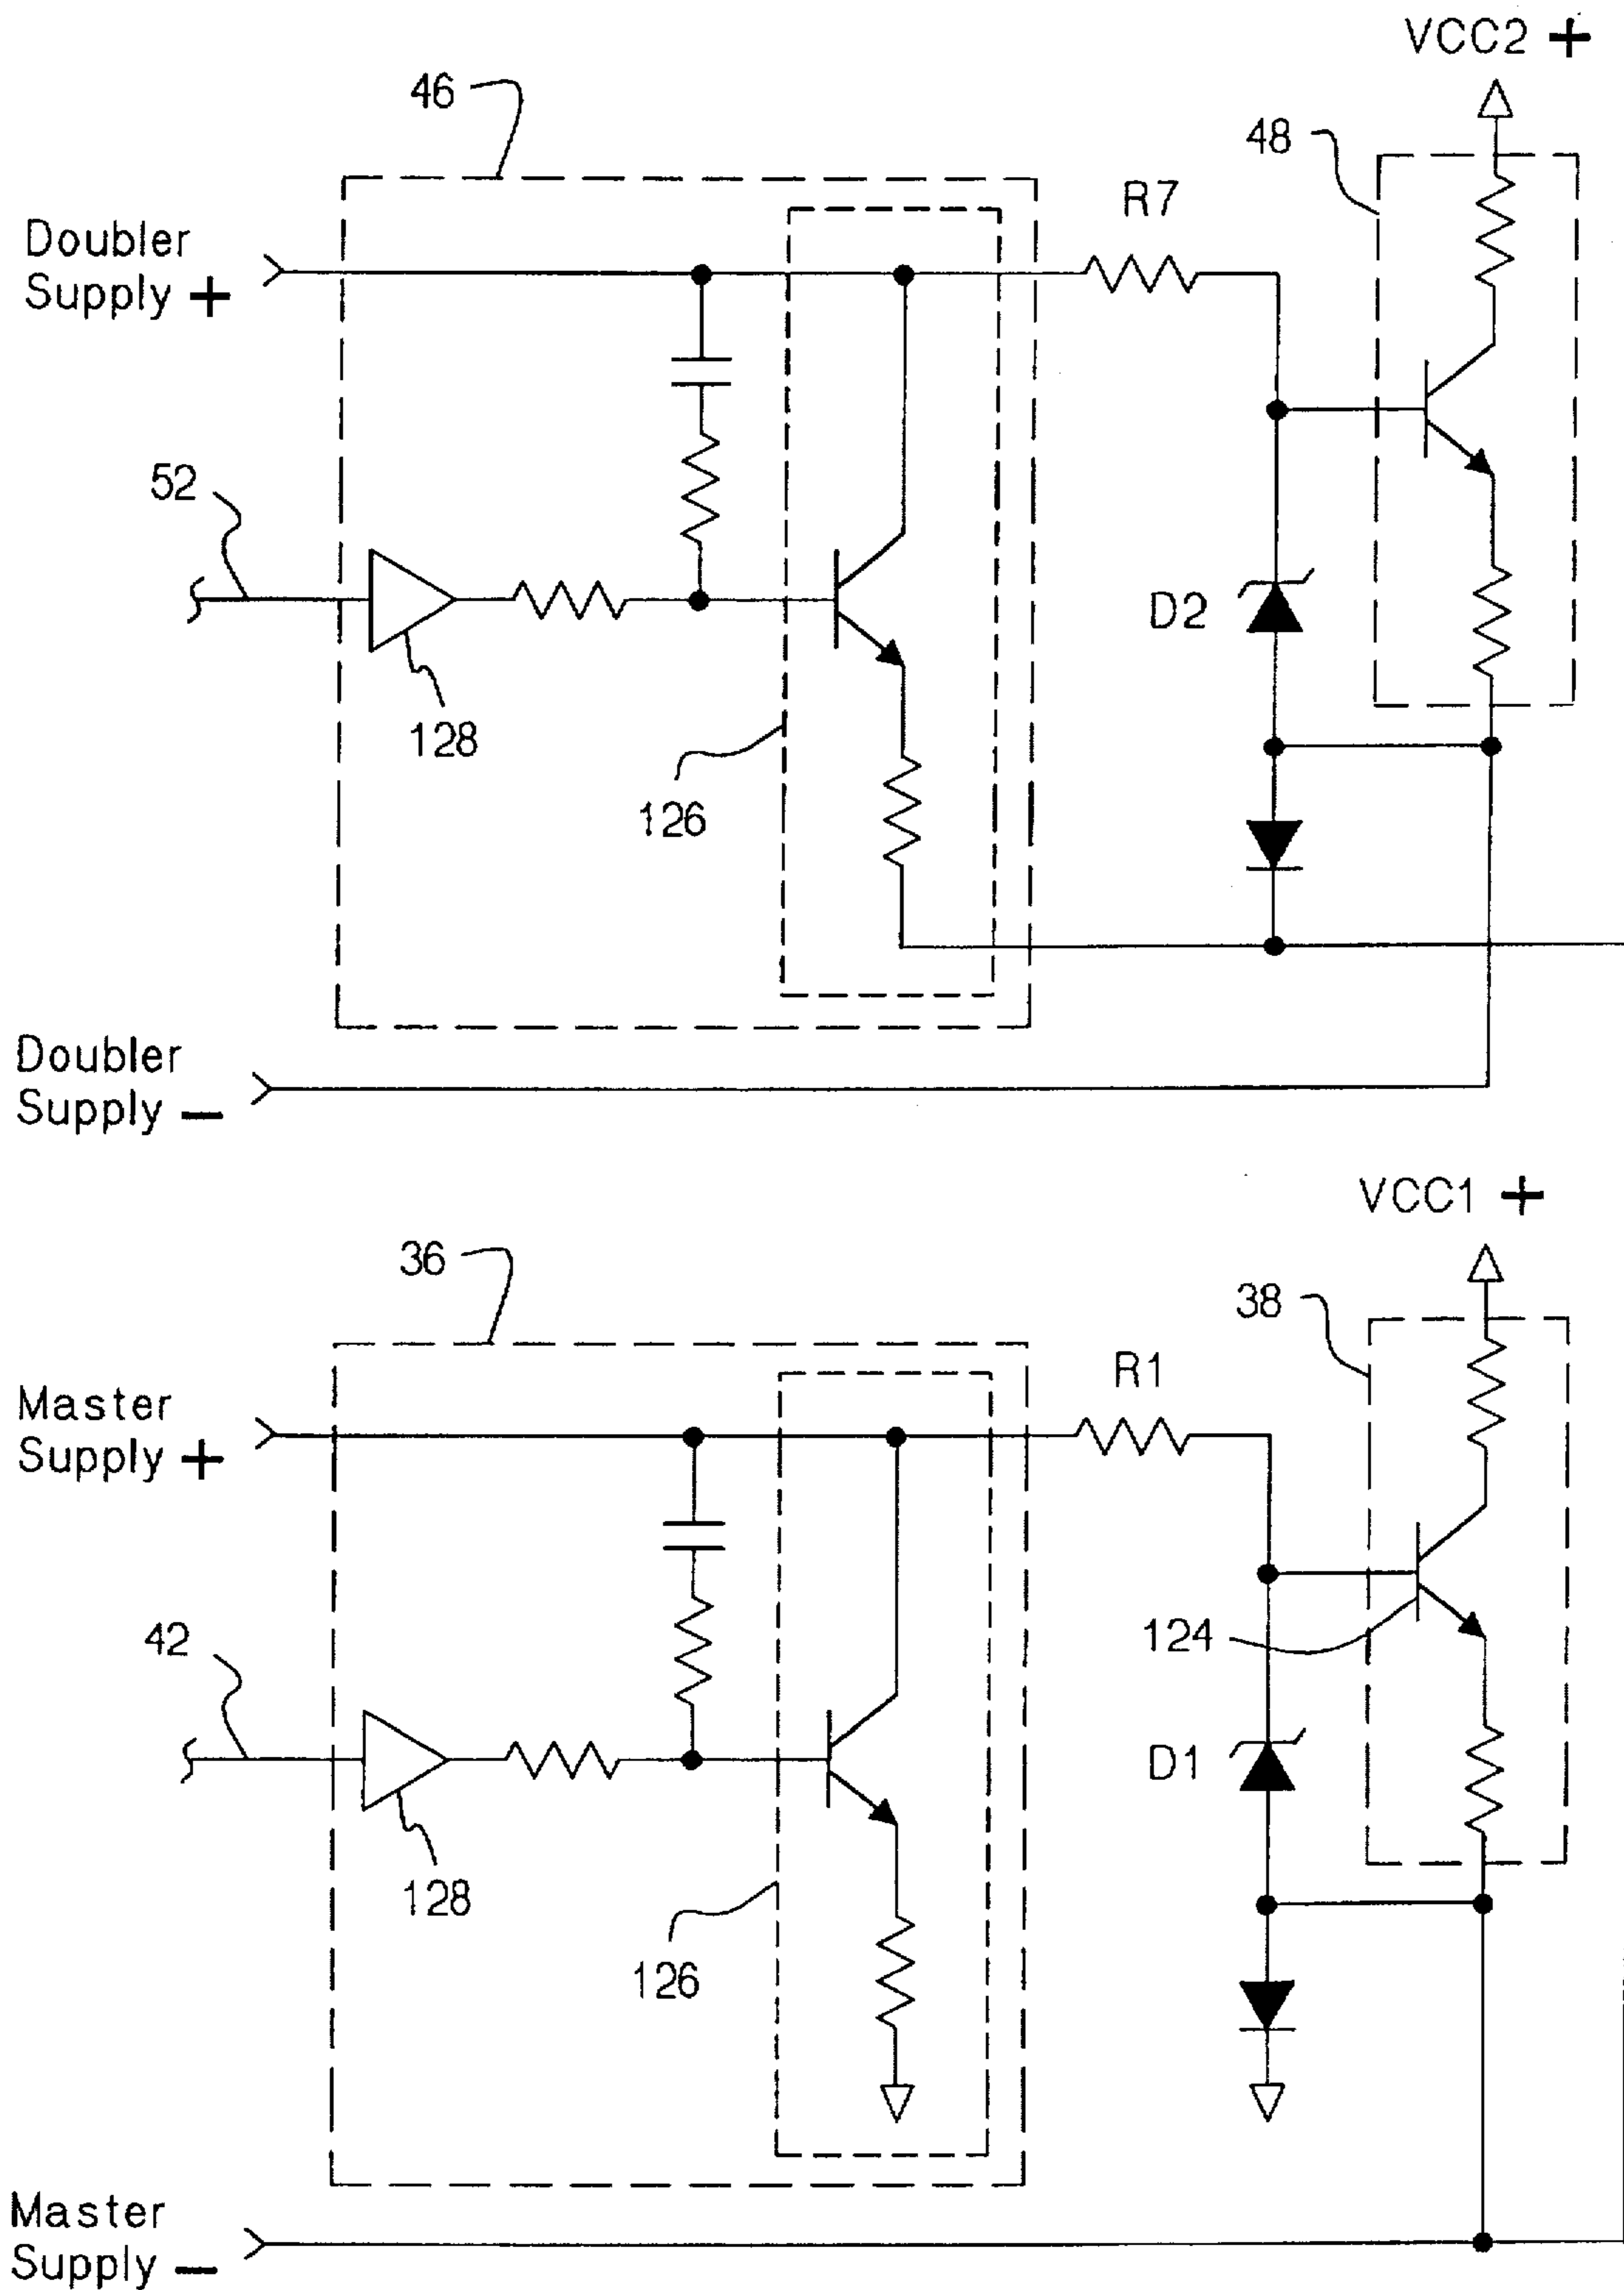 VCC2 +
46
48
R7
Doubler
Supply +
52
D2
128
126
Doubler
Supply −
VCC1 +
36
38
R1
Master
Supply +
42
124
D1
128
126
Master
Supply −